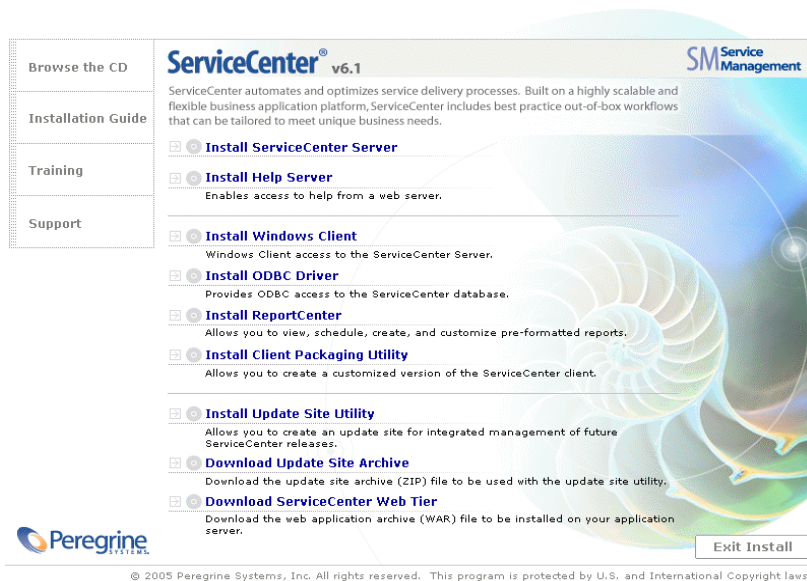 Browse the CD
Installation Guide
Training
Support
ServiceCenter® v6.1
SM Service Management
ServiceCenter automates and optimizes service delivery processes. Built on a highly scalable and
flexible business application platform, ServiceCenter includes best practice out-of-box workflows
that can be tailored to meet unique business needs.
Install ServiceCenter Server
Install Help Server
Enables access to help from a web server.
Install Windows Client
Windows Client access to the ServiceCenter Server.
Install ODBC Driver
Provides ODBC access to the ServiceCenter database.
Install ReportCenter
Allows you to view, schedule, create, and customize pre-formatted reports.
Install Client Packaging Utility
Allows you to create a customized version of the ServiceCenter client.
Install Update Site Utility
Allows you to create an update site for integrated management of future
ServiceCenter releases.
Download Update Site Archive
Download the update site archive (ZIP) file to be used with the update site utility.
Download ServiceCenter Web Tier
Download the web application archive (WAR) file to be installed on your application
server.
Peregrine
SYSTEMS
Exit Install
© 2005 Peregrine Systems, Inc. All rights reserved. This program is protected by U.S. and International Copyright laws